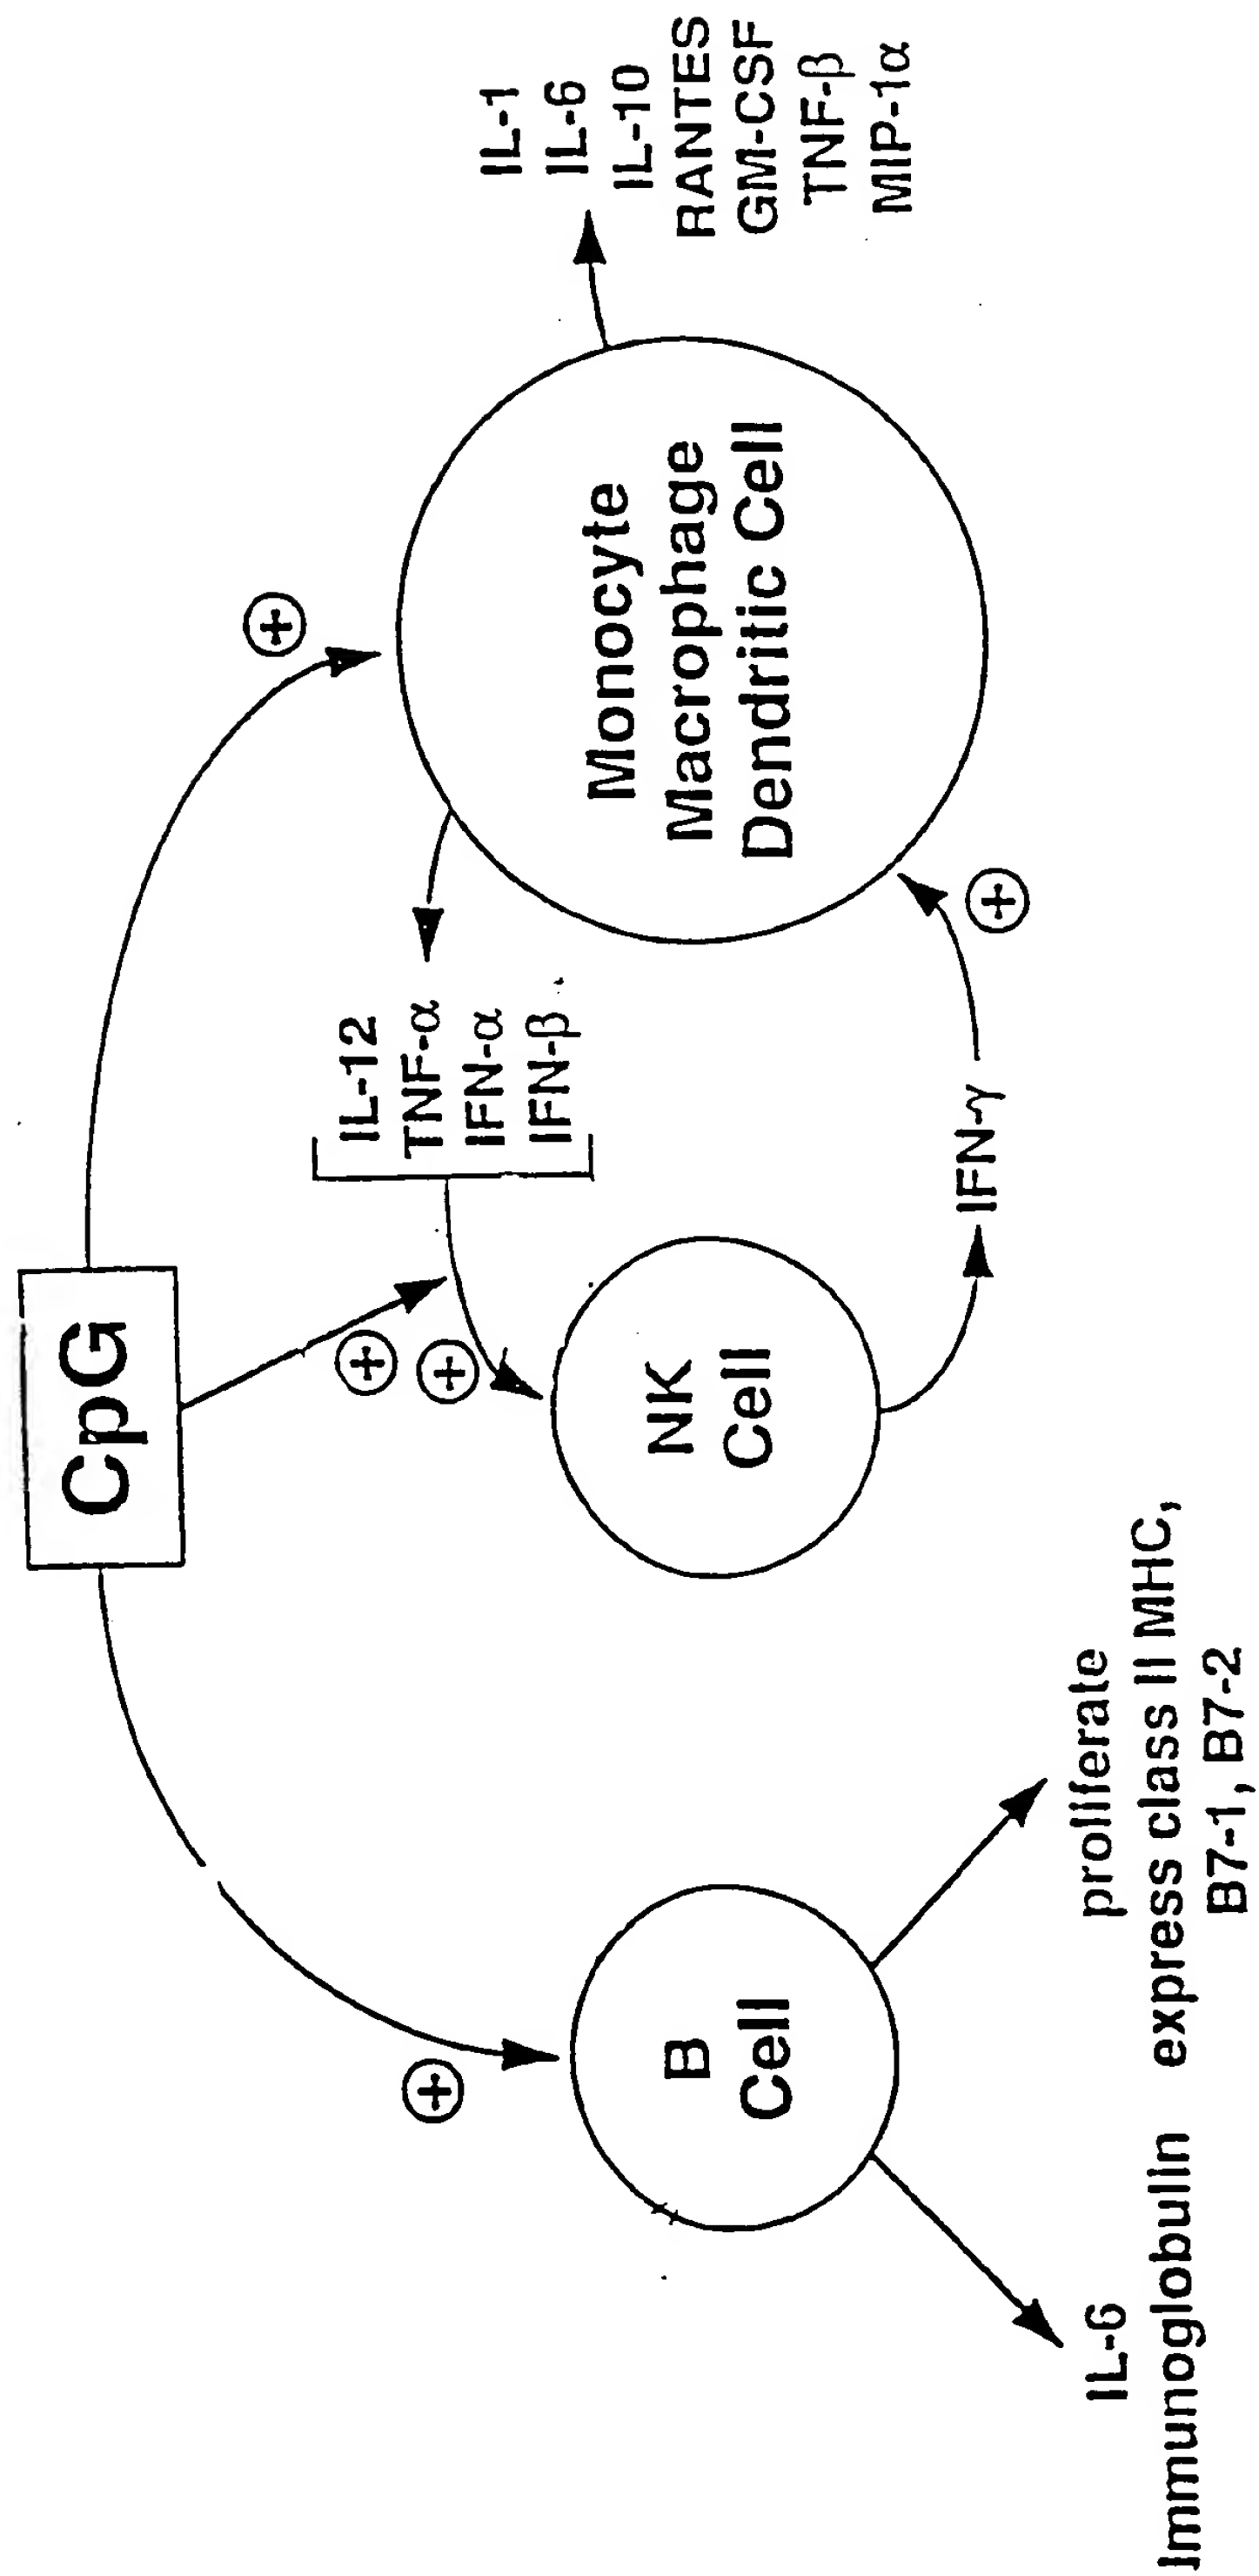 CpG
IL-12
TNF-α
IFN-α
IFN-β
IL-1
IL-6
IL-10
RANTES
GM-CSF
TNF-β
MIP-1α
B
Cell
NK
Cell
Monocyte
Macrophage
Dendritic Cell
IFN-γ
IL-6
Immunoglobulin
proliferate
express class II MHC,
B7-1, B7-2
+
+
+
+
+